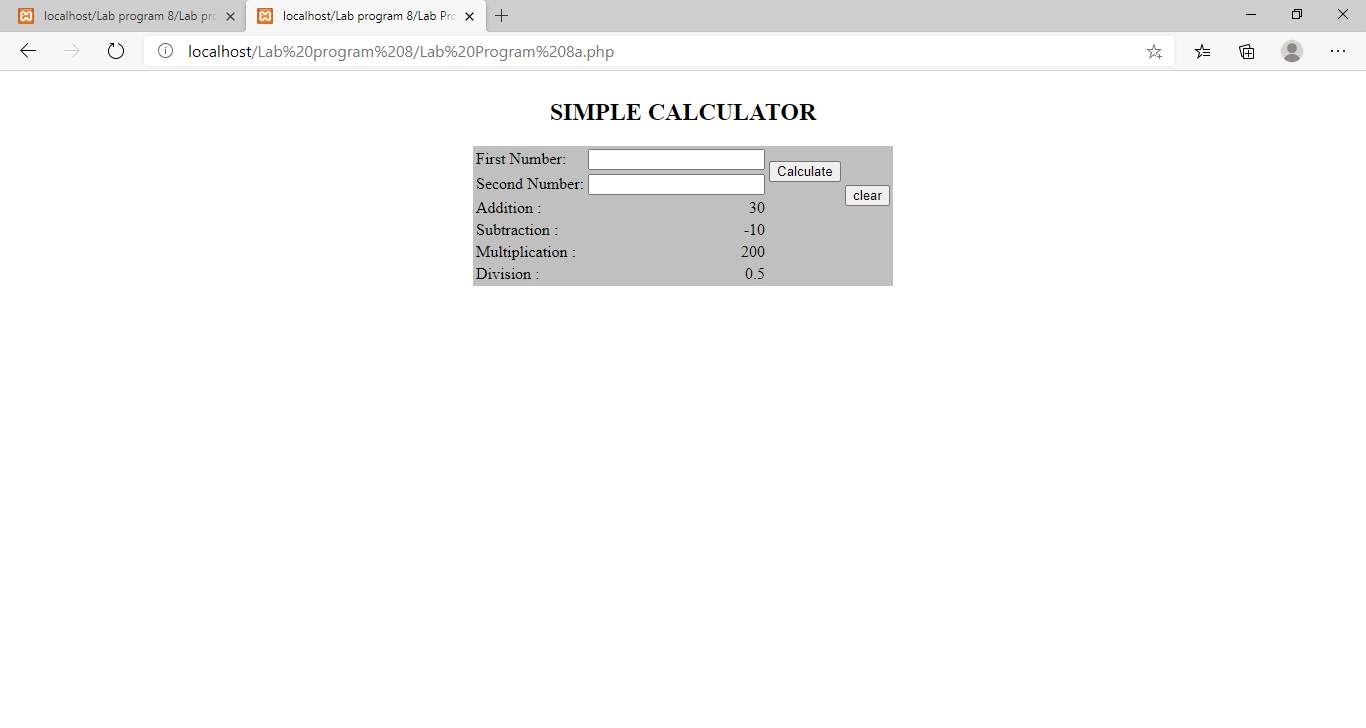 localhost/Lab program 8/Lab pr
localhost/Lab program 8/Lab Pr
localhost/Lab%20program%208/Lab%20Program%208a.php
SIMPLE CALCULATOR
First Number:
Calculate
Second Number:
clear
Addition : 30
Subtraction : -10
Multiplication : 200
Division : 0.5